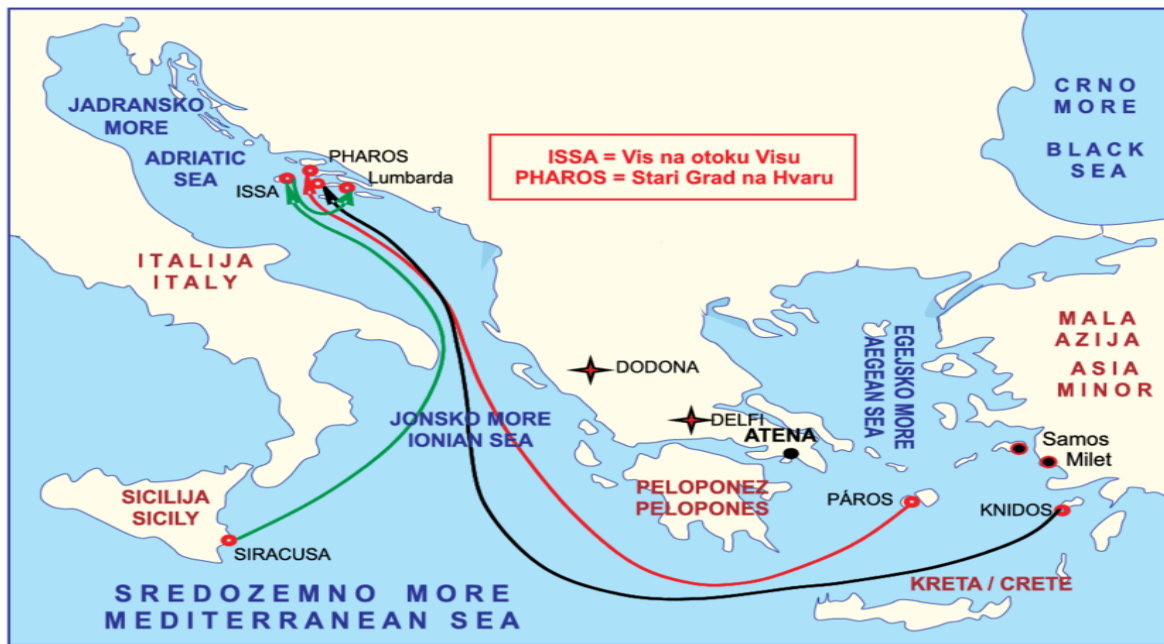 JADRANSKO
MORE
ADRIATIC
SEA
PHAROS
Lumbarda
ISSA
ISSA = Vis na otoku Visu
PHAROS = Stari Grad na Hvaru
CRNO
MORE
BLACK
SEA
ITALIJA
ITALY
MALA
AZIJA
ASIA
MINOR
EGEJSKO MORE
AEGEAN SEA
DODONA
DELFI
ATENA
JONSKO MORE
IONIAN SEA
Samos
Milet
SICILIJA
SICILY
SIRACUSA
PELOPONEZ
PELOPONES
PÁROS
KNIDOS
KRETA / CRETE
SREDOZEMNO MORE
MEDITERRANEAN SEA